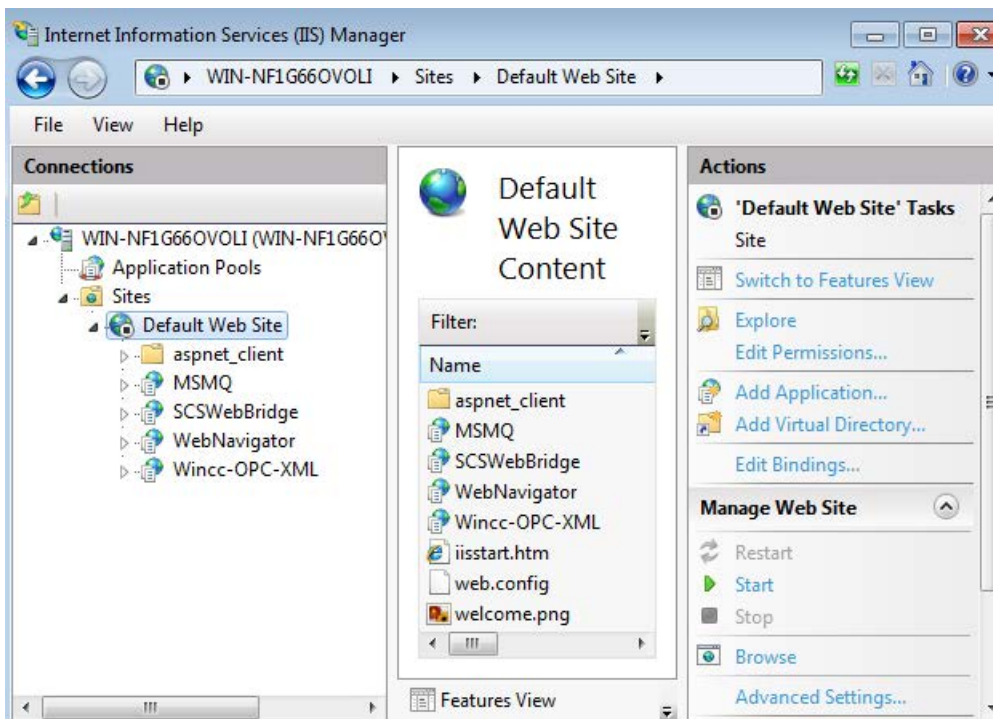 Internet Information Services (IIS) Manager
WIN-NF1G66OVOLI Sites Default Web Site
File View Help
Connections
WIN-NF1G66OVOLI (WIN-NF1G66O
Application Pools
Sites
Default Web Site
aspnet_client
MSMQ
SCSWebBridge
WebNavigator
Wincc-OPC-XML
Default
Web Site
Content
Filter:
Name
aspnet_client
MSMQ
SCSWebBridge
WebNavigator
Wincc-OPC-XML
iisstart.htm
web.config
welcome.png
Features View
Actions
'Default Web Site' Tasks
Site
Switch to Features View
Explore
Edit Permissions...
Add Application...
Add Virtual Directory...
Edit Bindings...
Manage Web Site
Restart
Start
Stop
Browse
Advanced Settings...